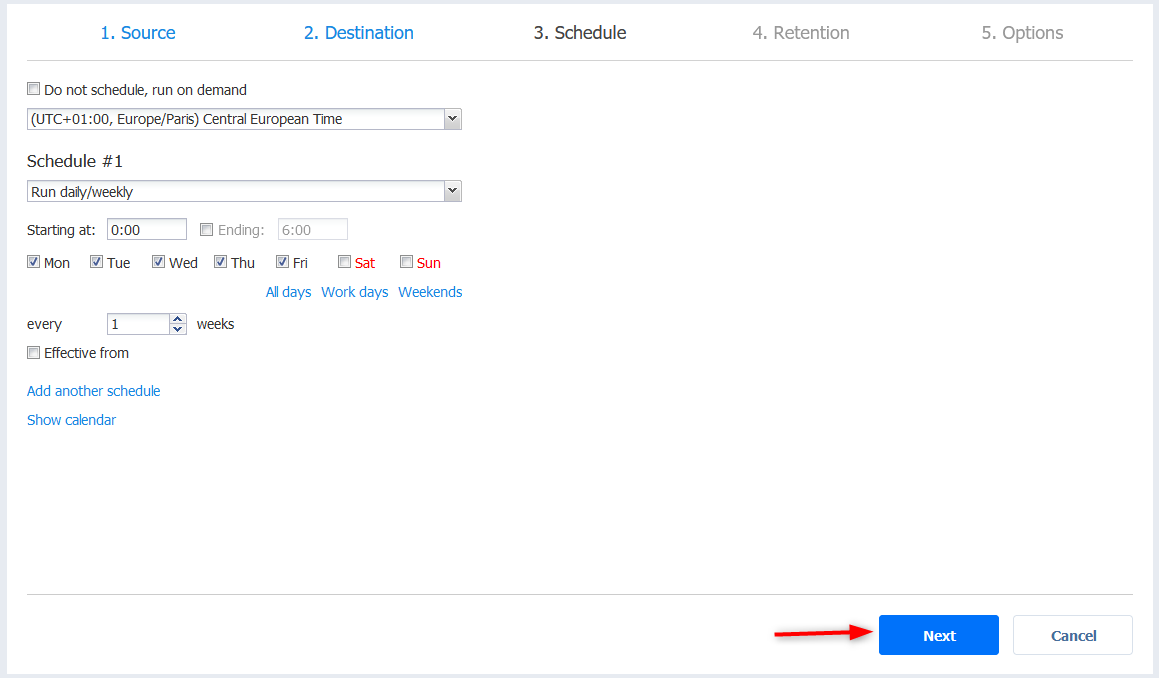 1. Source 2. Destination 3. Schedule 4. Retention 5. Options
Do not schedule, run on demand
(UTC+01:00, Europe/Paris) Central European Time
Schedule #1
Run daily/weekly
Starting at: 0:00 Ending: 6:00
Mon Tue Wed Thu Fri Sat Sun
All days Work days Weekends
every 1 weeks
Effective from
Add another schedule
Show calendar
Next Cancel